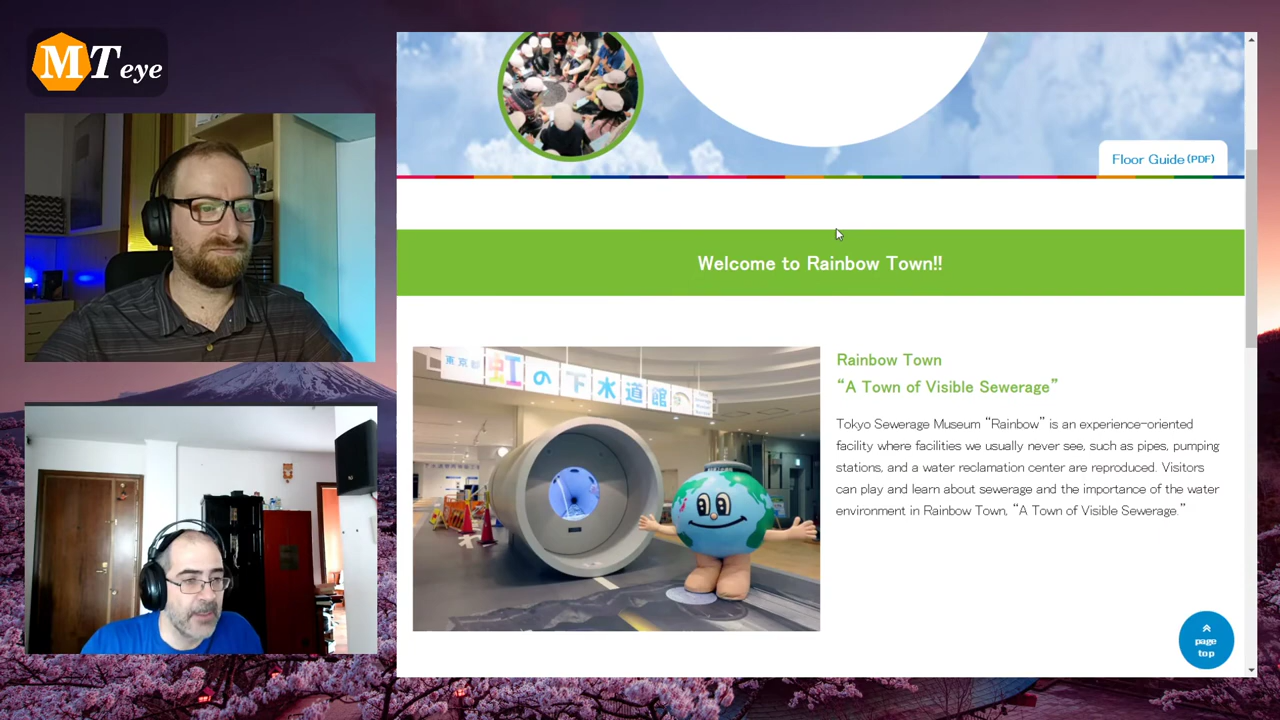 MT eye
Floor Guide (PDF)
Welcome to Rainbow Town!!
東京都 虹の下水道館
Rainbow Town
“A Town of Visible Sewerage”
Tokyo Sewerage Museum “Rainbow” is an experience-oriented
facility where facilities we usually never see, such as pipes, pumping
stations, and a water reclamation center are reproduced. Visitors
can play and learn about sewerage and the importance of the water
environment in Rainbow Town, “A Town of Visible Sewerage.”
page
top